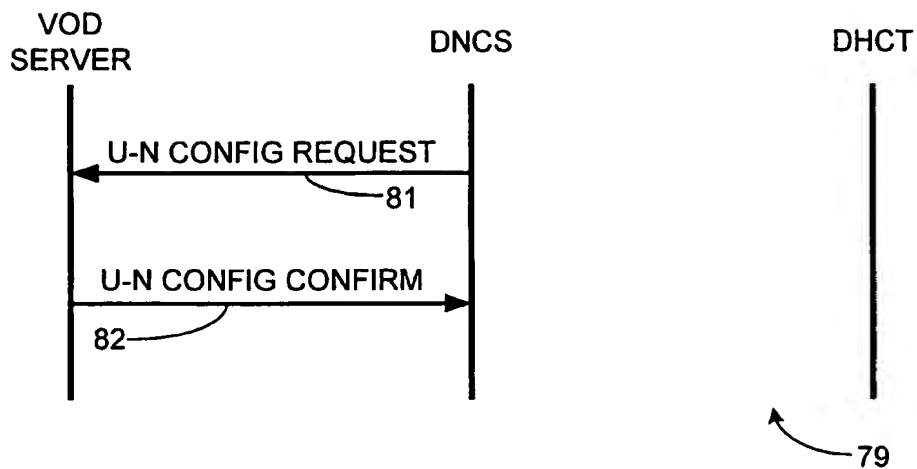 VOD
SERVER
DNCS
DHCT
U-N CONFIG REQUEST
81
U-N CONFIG CONFIRM
82
79